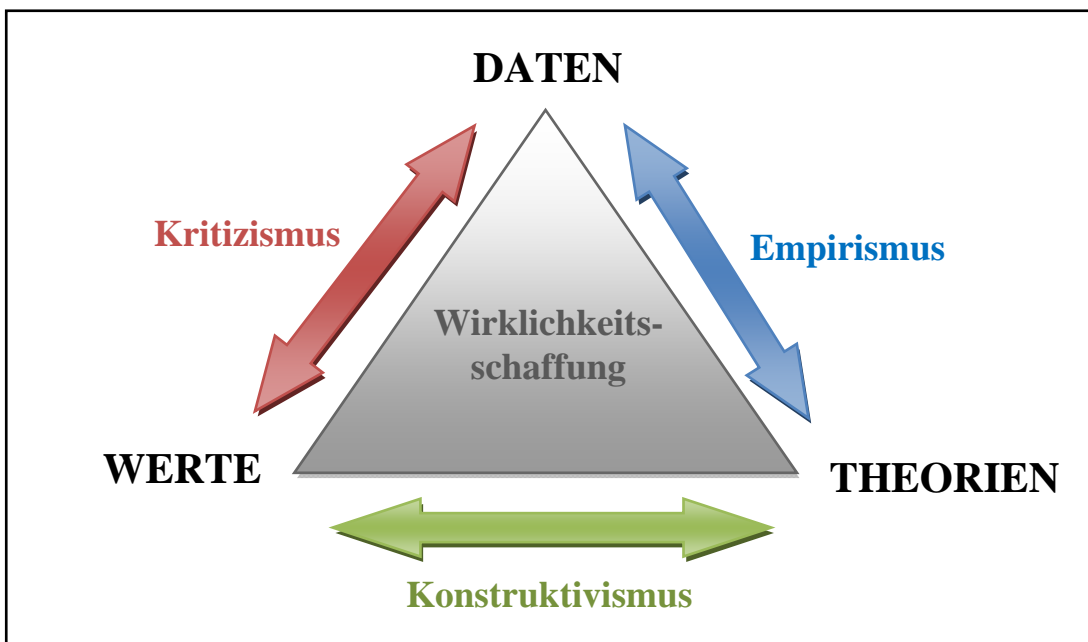 DATEN
Kritizismus
Empirismus
Wirklichkeits-
schaffung
WERTE
THEORIEN
Konstruktivismus